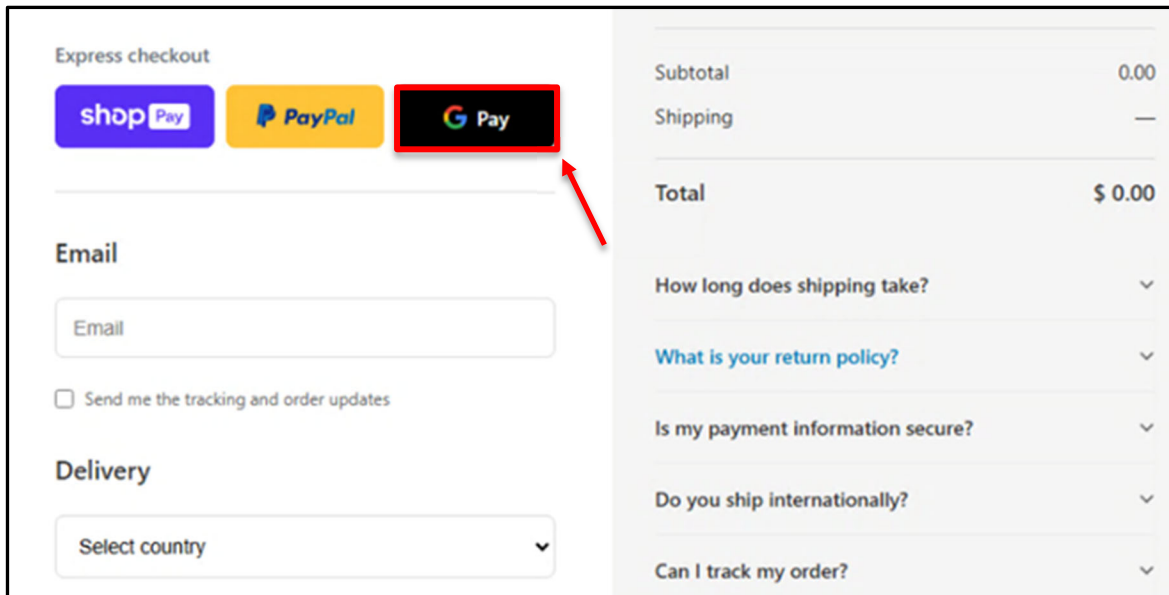 Express checkout
shop Pay
PayPal
G Pay
Email
Email
Send me the tracking and order updates
Delivery
Select country
Subtotal 0.00
Shipping —
Total $ 0.00
How long does shipping take?
What is your return policy?
Is my payment information secure?
Do you ship internationally?
Can I track my order?